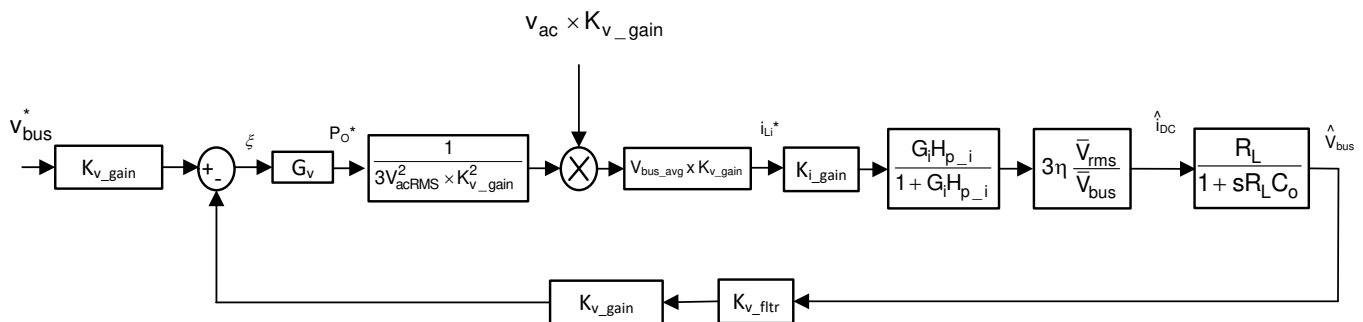 v_ac × K_v_gain
v*_bus
K_v_gain
+
-
ξ
G_v
P_O*
1
3V²_acRMS × K²_v_gain
i_Li*
V_bus_avg x K_v_gain
K_i_gain
G_iH_p_i
1 + G_iH_p_i
3η V̅_rms
V̅_bus
î_DC
R_L
1 + sR_LC_o
V̂_bus
K_v_gain
K_v_fltr